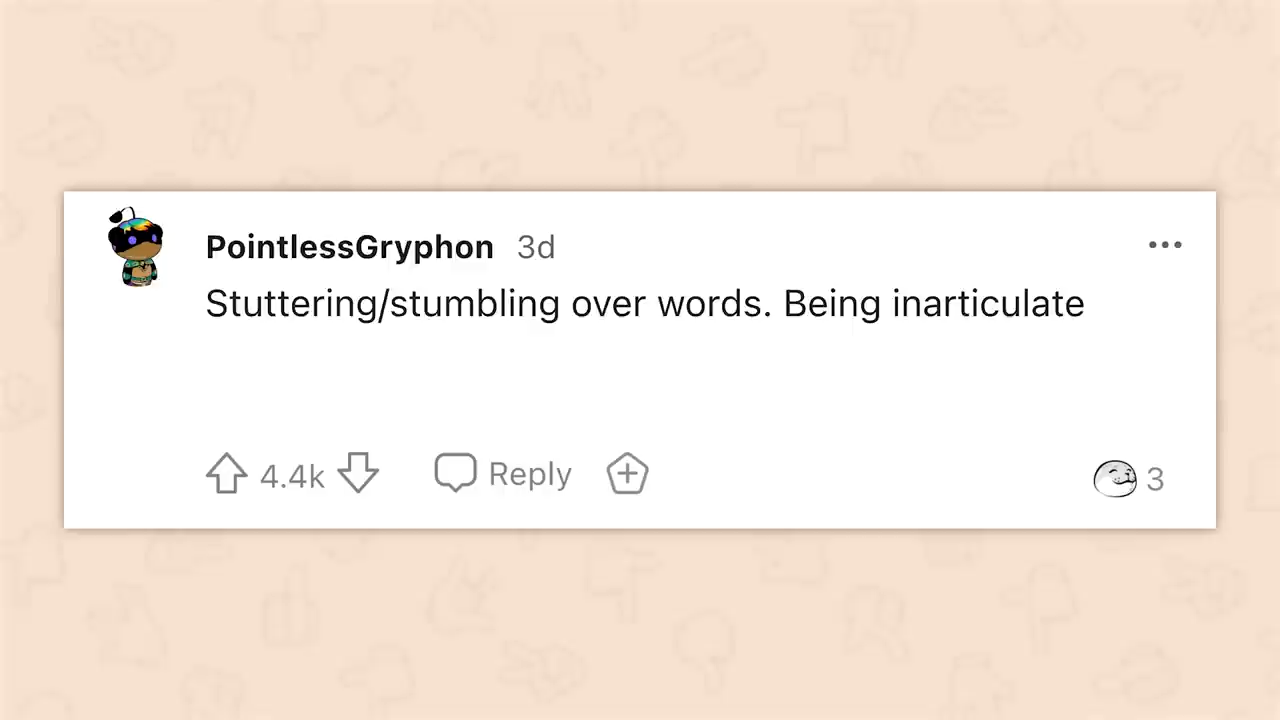 PointlessGryphon 3d
Stuttering/stumbling over words. Being inarticulate
4.4k Reply 3